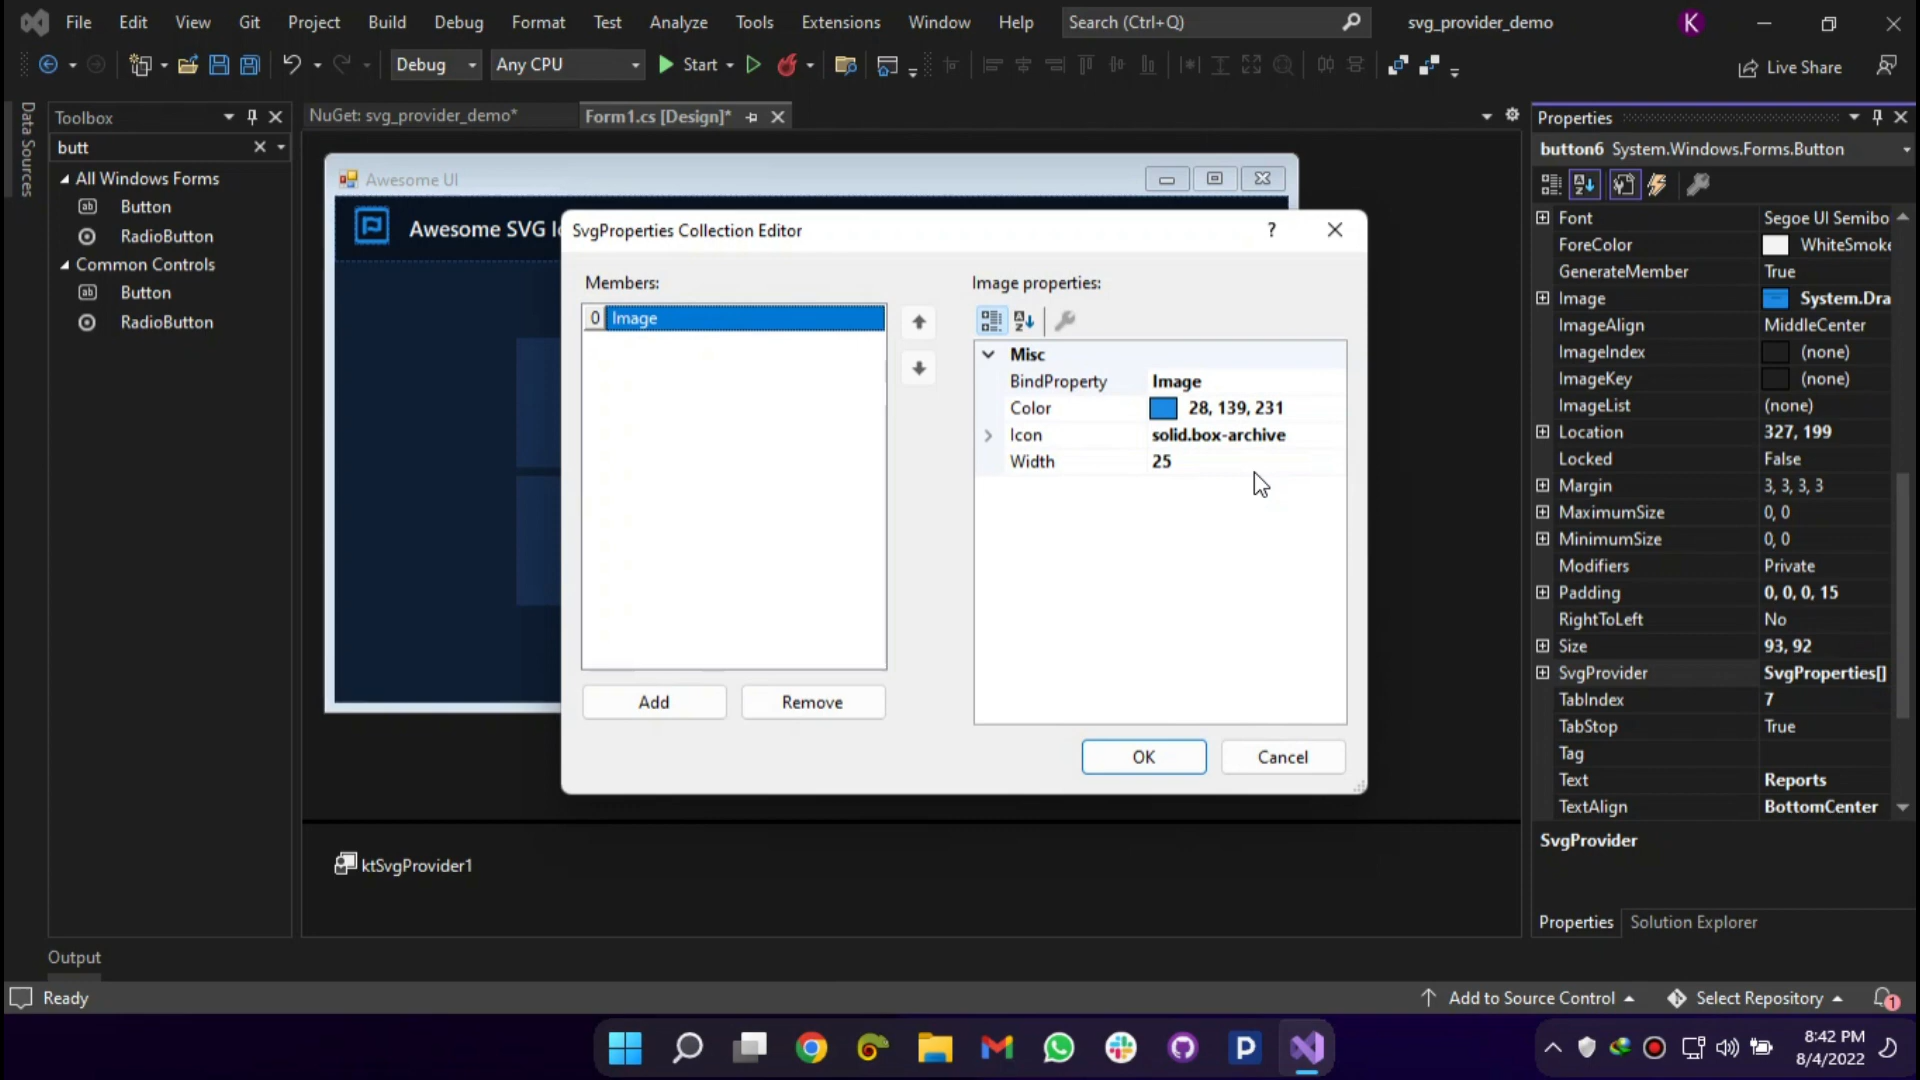 File Edit View Git Project Build Debug Format Test Analyze Tools Extensions Window Help Search (Ctrl+Q) svg_provider_demo K
Debug Any CPU Start Live Share
Data Sources
Toolbox
butt
All Windows Forms
Button
RadioButton
Common Controls
Button
RadioButton
NuGet: svg_provider_demo* Form1.cs [Design]*
Awesome UI
Awesome SVG
SvgProperties Collection Editor ?
Members:
0 Image
Add Remove
Image properties:
Misc
BindProperty Image
Color 28, 139, 231
Icon solid.box-archive
Width 25
OK Cancel
ktSvgProvider1
Properties
button6 System.Windows.Forms.Button
Font Segoe UI Semibo
ForeColor WhiteSmoke
GenerateMember True
Image System.Dra
ImageAlign MiddleCenter
ImageIndex (none)
ImageKey (none)
ImageList (none)
Location 327, 199
Locked False
Margin 3, 3, 3, 3
MaximumSize 0, 0
MinimumSize 0, 0
Modifiers Private
Padding 0, 0, 0, 15
RightToLeft No
Size 93, 92
SvgProvider SvgProperties[]
TabIndex 7
TabStop True
Tag
Text Reports
TextAlign BottomCenter
SvgProvider
Properties Solution Explorer
Output
Ready Add to Source Control Select Repository 1
P
8:42 PM
8/4/2022